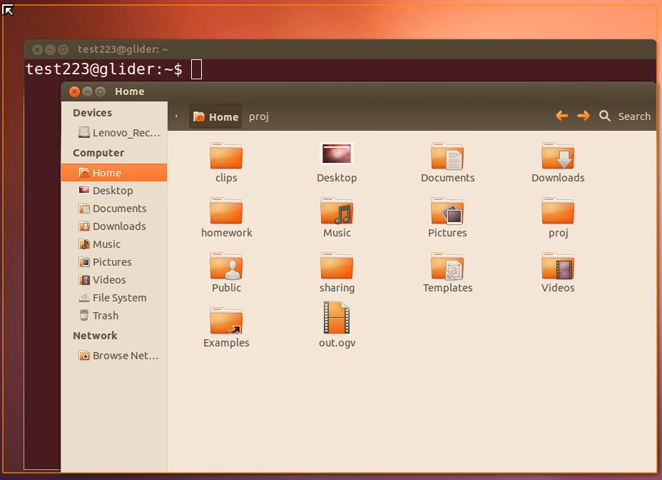 test223@glider: ~
test223@glider:~$
Home
Devices
Lenovo_Rec...
Computer
Home
Desktop
Documents
Downloads
Music
Pictures
Videos
File System
Trash
Network
Browse Net...
Home proj
Search
clips Desktop Documents Downloads
homework Music Pictures proj
Public sharing Templates Videos
Examples out.ogv